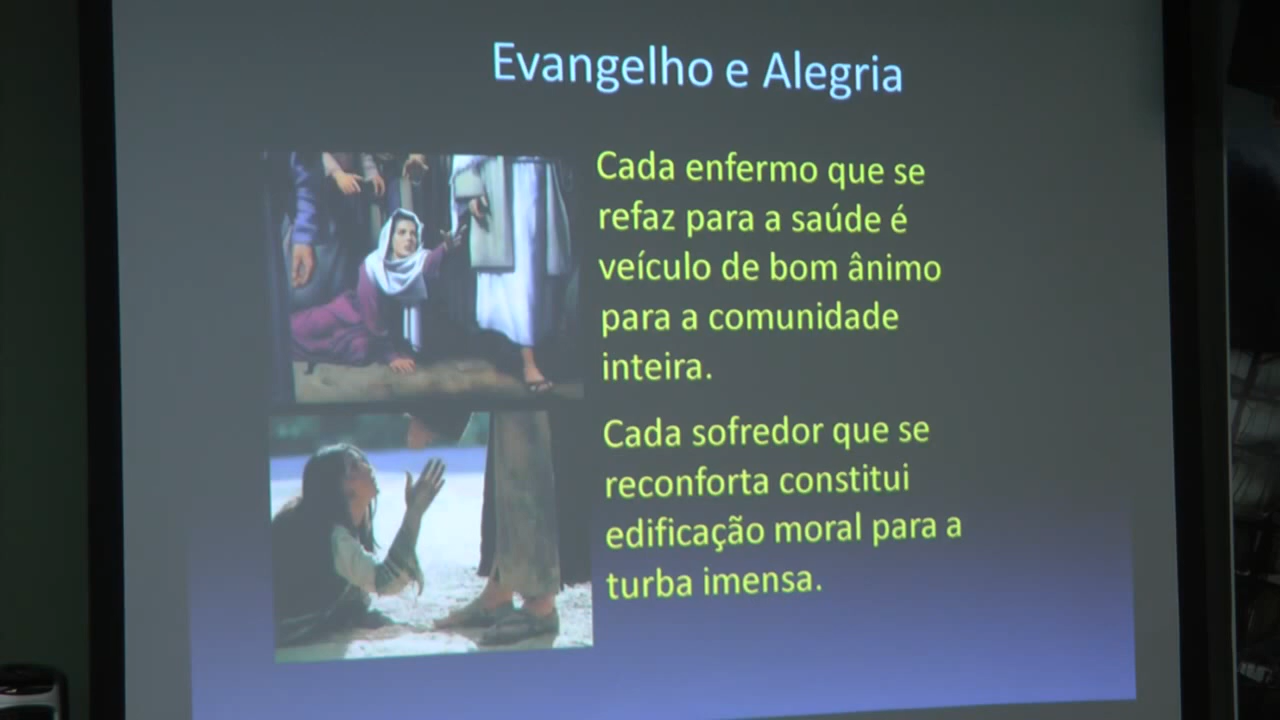 Evangelho e Alegria
Cada enfermo que se
refaz para a saúde é
veículo de bom ânimo
para a comunidade
inteira.
Cada sofredor que se
reconforta constitui
edificação moral para a
turba imensa.